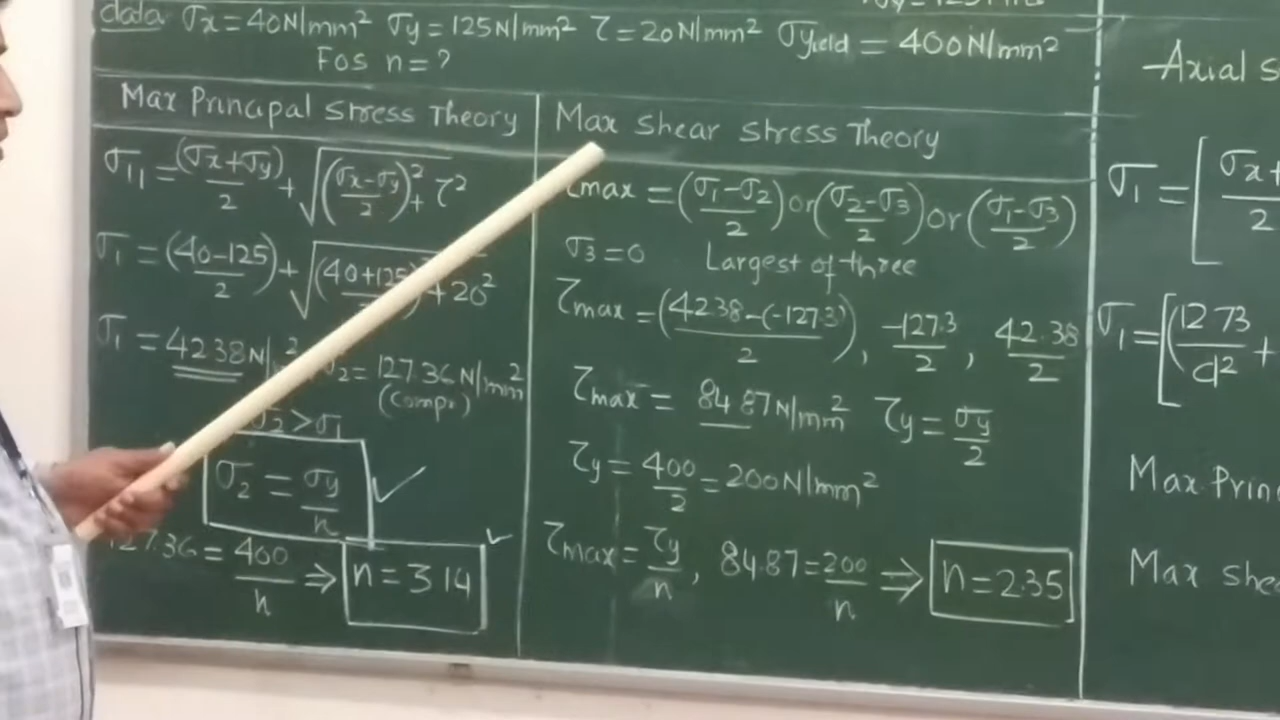 data σx = 40N/mm² σy = 125N/mm² τ = 20N/mm² σyield = 400N/mm²
Fos n = ?
Max Principal Stress Theory
σ₁₁ = (σx+σy)/2 + √((σx-σy)/2)² + τ²
σ₁ = (40-125)/2 + √(40+125 + 20²
σ₁ = 42.38 N/ ² σ₂ = 127.36 N/mm²
(Compr)
σ₂ > σ₁
σ₂ = σy/n ✓
127.36 = 400/n ⇒ n = 3.14 ✓
Max Shear Stress Theory
τmax = (σ₁-σ₂)/2 or (σ₂-σ₃)/2 or (σ₁-σ₃)/2
σ₃ = 0 Largest of three
τmax = (42.38-(-127.3))/2, -127.3/2, 42.38/2
τmax = 84.87N/mm² τy = σy/2
τy = 400/2 = 200N/mm²
τmax = τy/n, 84.87 = 200/n ⇒ n = 2.35
Axial S
σ₁ = [σx+/2
σ₁ = [(12.73/d² +
Max Prin
Max shea